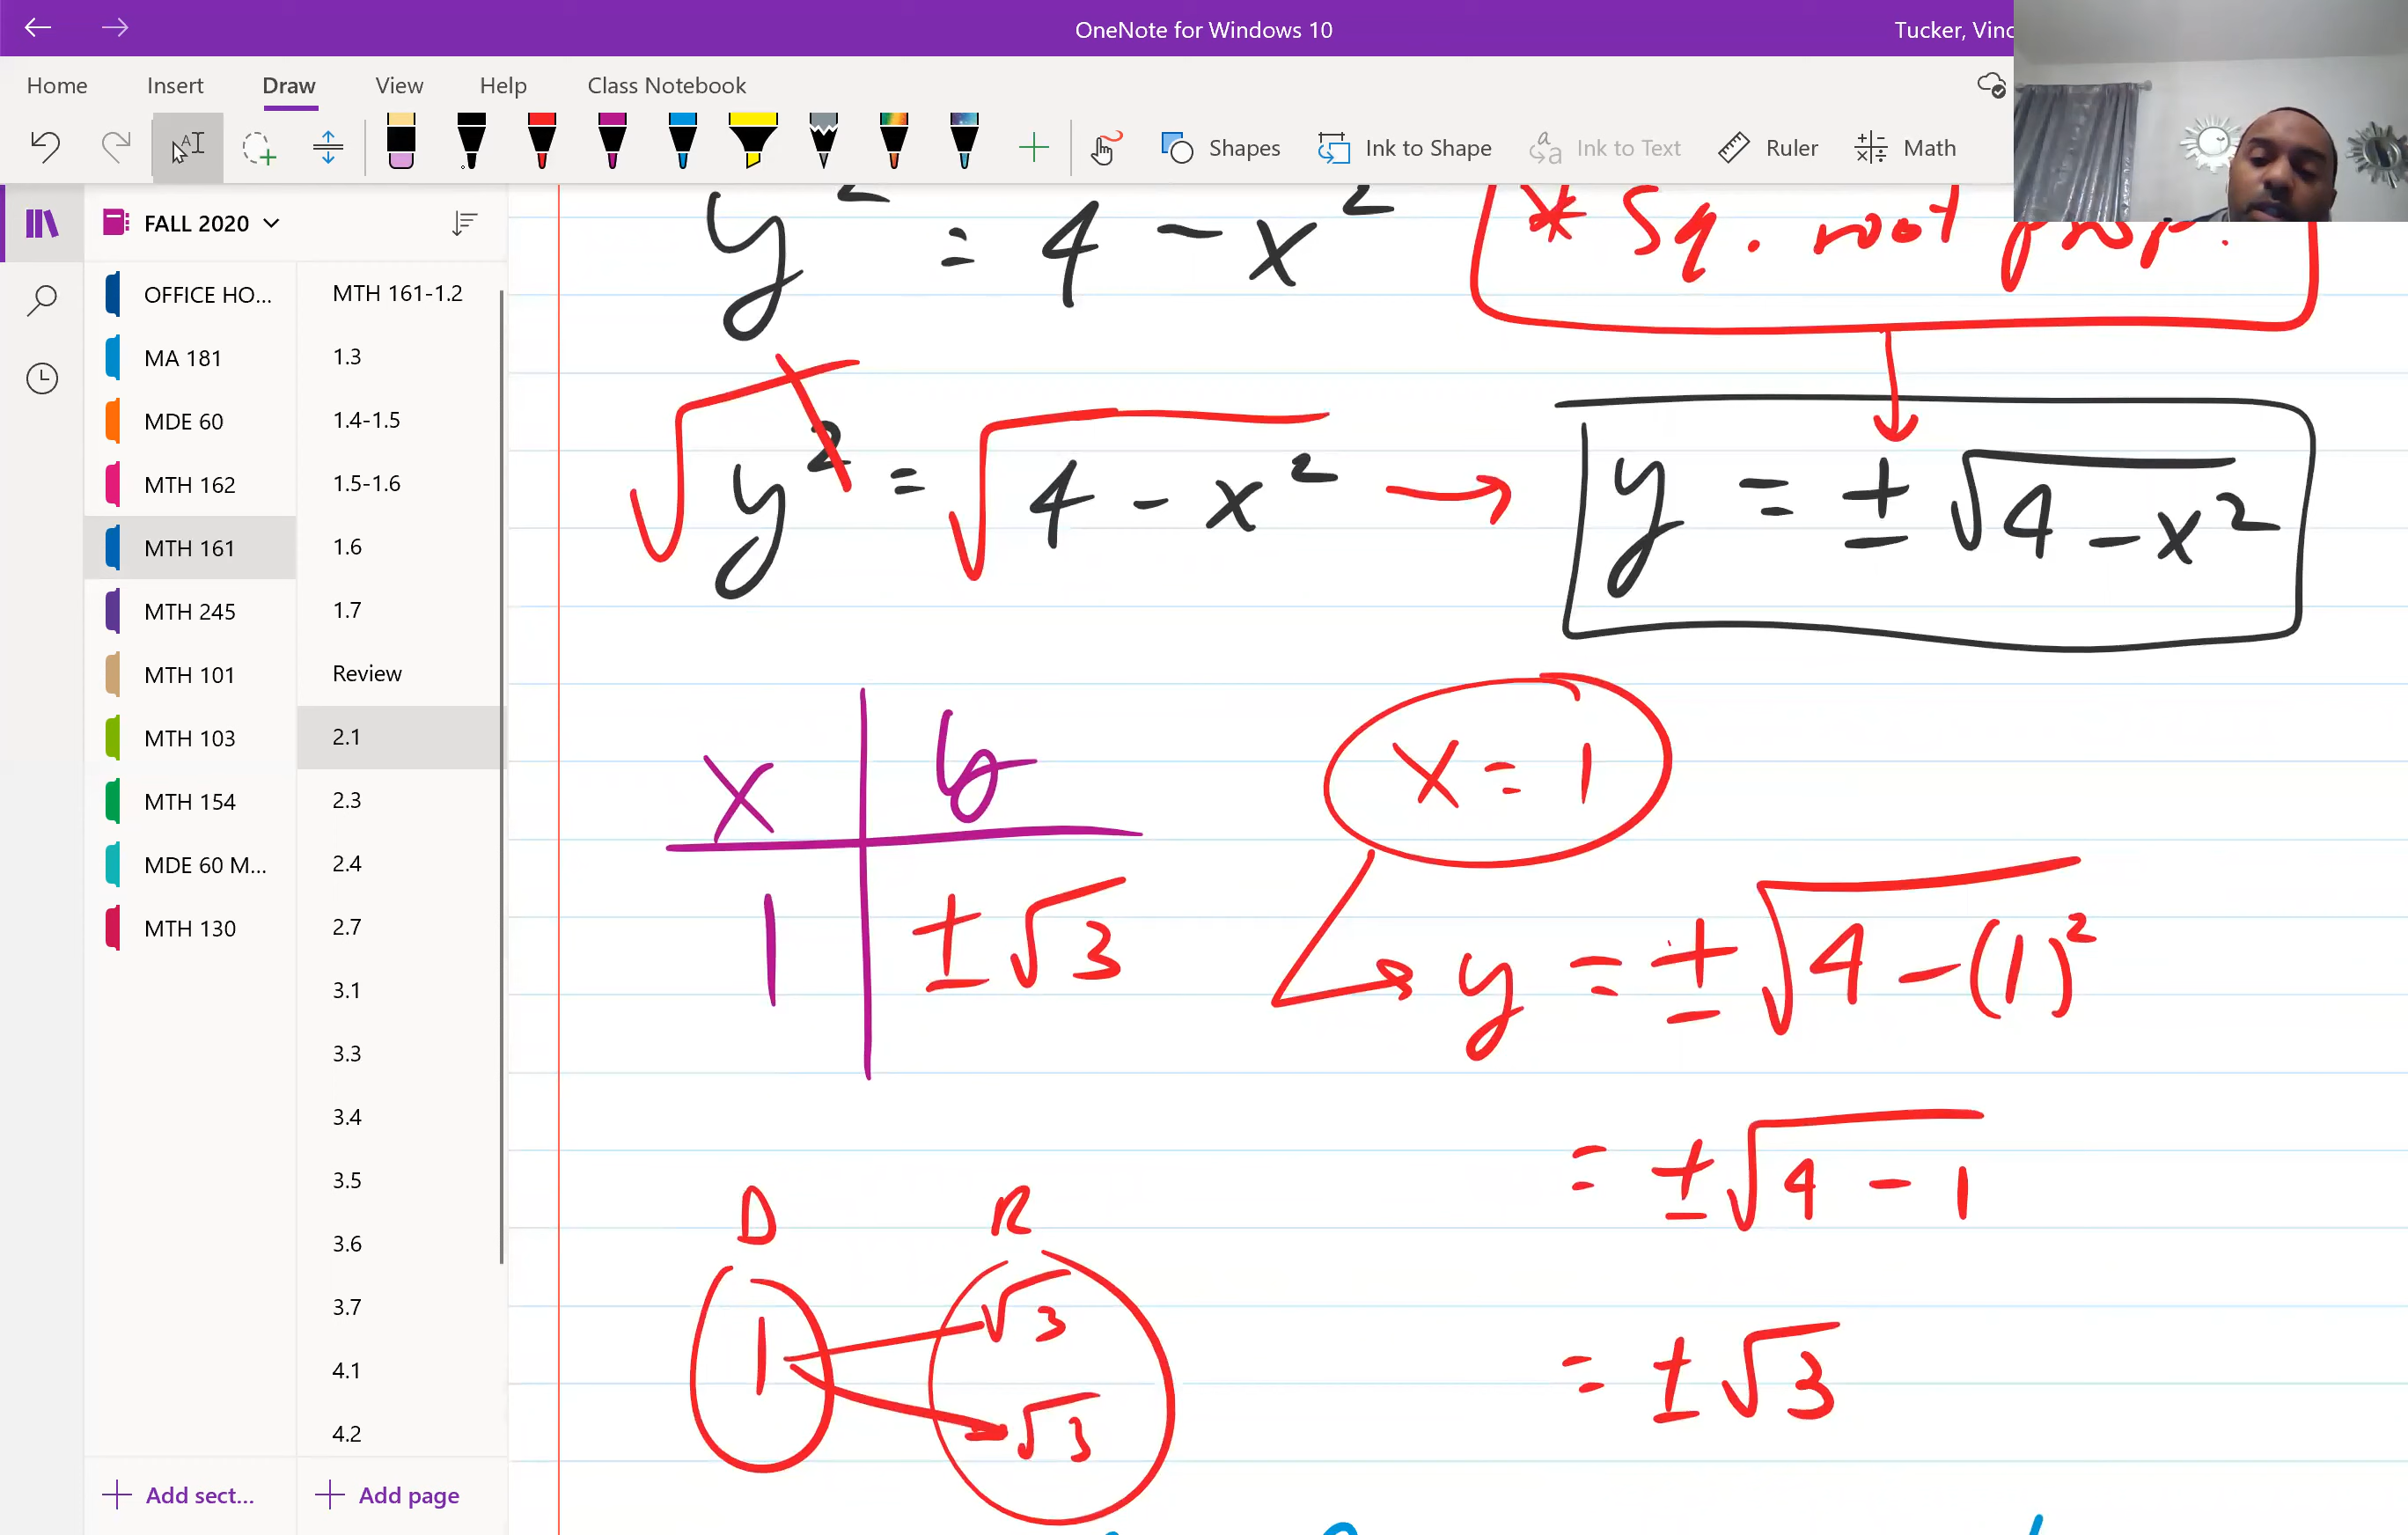 OneNote for Windows 10
Tucker, Vinc
Home Insert Draw View Help Class Notebook
Shapes Ink to Shape Ink to Text Ruler Math
FALL 2020
OFFICE HO...
MA 181
MDE 60
MTH 162
MTH 161
MTH 245
MTH 101
MTH 103
MTH 154
MDE 60 M...
MTH 130
Add sect...
MTH 161-1.2
1.3
1.4-1.5
1.5-1.6
1.6
1.7
Review
2.1
2.3
2.4
2.7
3.1
3.3
3.4
3.5
3.6
3.7
4.1
4.2
Add page
y² = 4 - x²
* Sq. root prop.
√y² = √4 - x² → y = ± √4 - x²
x y
1 ± √3
x = 1
y = ± √4 - (1)²
= ± √4 - 1
= ± √3
D R
1 √3
-√3